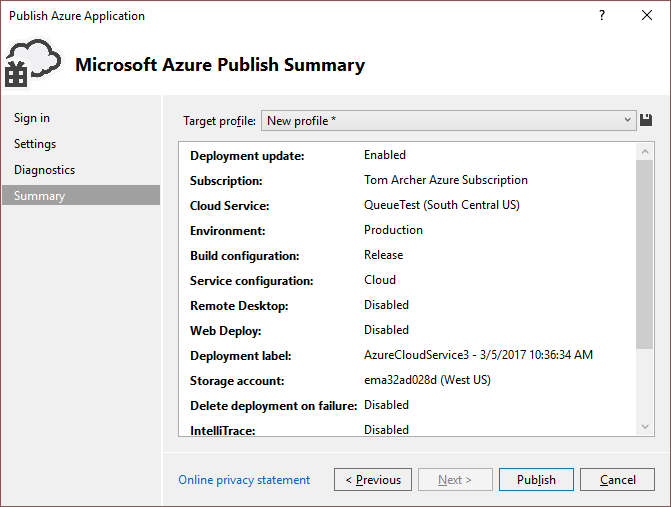 Publish Azure Application ?
Microsoft Azure Publish Summary
Sign in
Settings
Diagnostics
Summary
Target profile: New profile *
Deployment update: Enabled
Subscription: Tom Archer Azure Subscription
Cloud Service: QueueTest (South Central US)
Environment: Production
Build configuration: Release
Service configuration: Cloud
Remote Desktop: Disabled
Web Deploy: Disabled
Deployment label: AzureCloudService3 - 3/5/2017 10:36:34 AM
Storage account: ema32ad028d (West US)
Delete deployment on failure: Disabled
IntelliTrace: Disabled
Online privacy statement < Previous Next > Publish Cancel